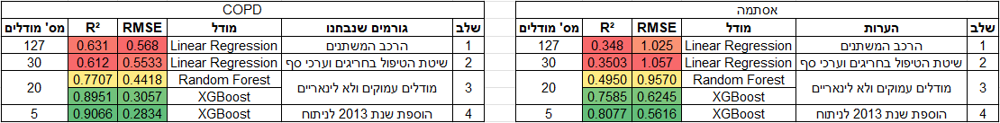 אסתמה
שלב הערות מודל RMSE R² מס' מודלים
1 הרכב המשתנים Linear Regression 1.025 0.348 127
2 שיטת הטיפול בחריגים וערכי סף Linear Regression 1.057 0.3503 30
3 מודלים עמוקים ולא לינאריים Random Forest 0.9570 0.4950 20
XGBoost 0.6245 0.7585
4 הוספת שנת 2013 לניתוח XGBoost 0.5616 0.8077 5
COPD
שלב גורמים שנבחנו מודל RMSE R² מס' מודלים
1 הרכב המשתנים Linear Regression 0.568 0.631 127
2 שיטת הטיפול בחריגים וערכי סף Linear Regression 0.5533 0.612 30
3 מודלים עמוקים ולא לינאריים Random Forest 0.4418 0.7707 20
XGBoost 0.3057 0.8951
4 הוספת שנת 2013 לניתוח XGBoost 0.2834 0.9066 5